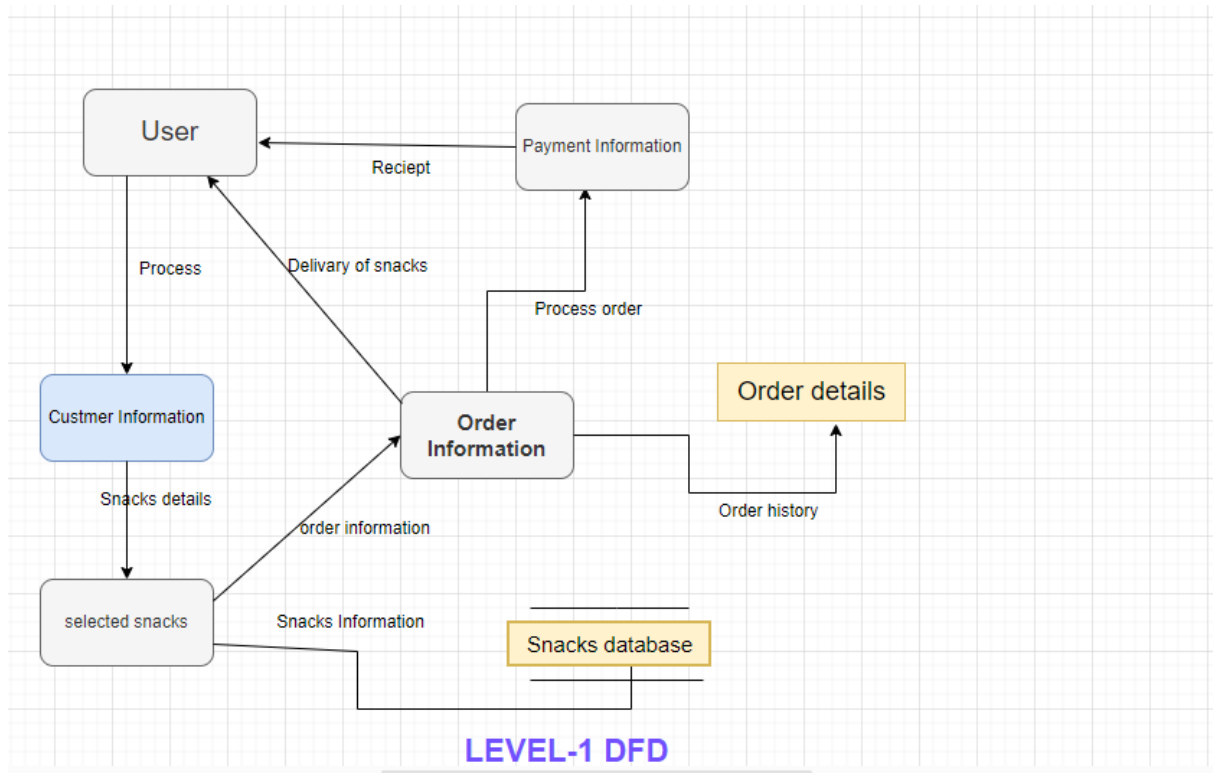 User
Payment Information
Reciept
Process
Delivary of snacks
Process order
Custmer Information
Order
Information
Order details
Snacks details
order information
Order history
selected snacks
Snacks Information
Snacks database
LEVEL-1 DFD